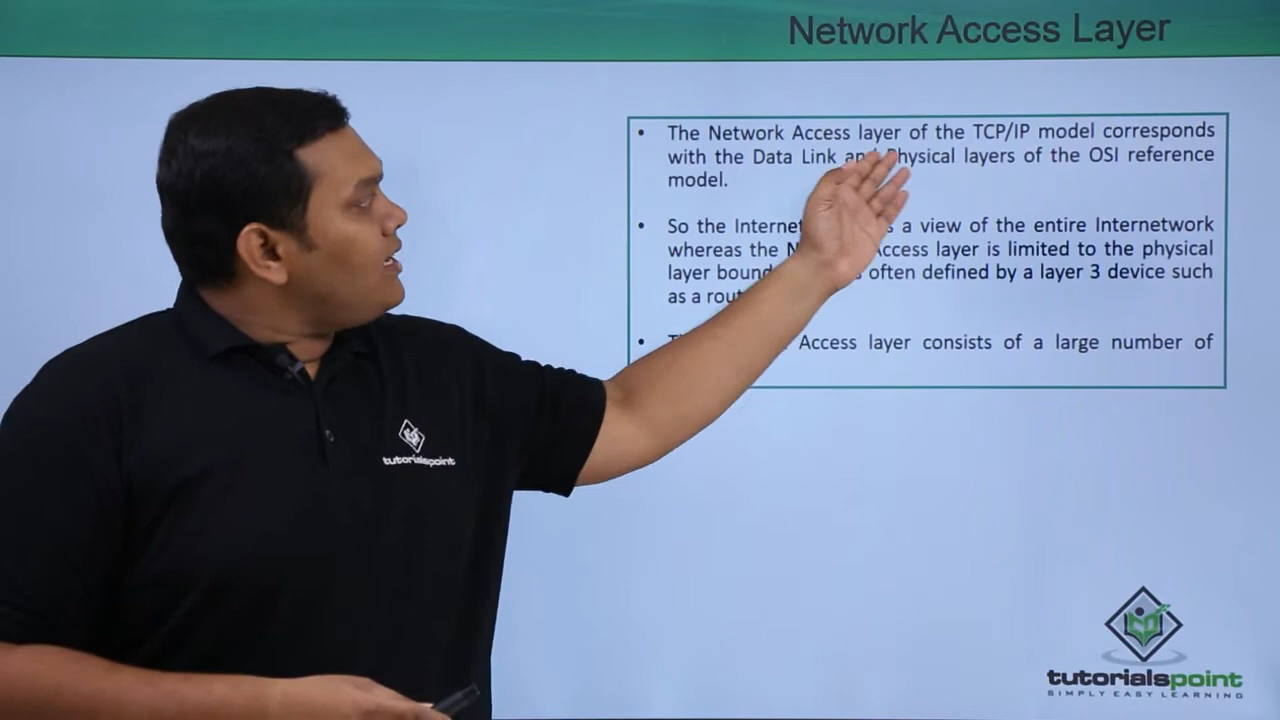 Network Access Layer
• The Network Access layer of the TCP/IP model corresponds
with the Data Link and Physical layers of the OSI reference
model.
• So the Internet a view of the entire Internetwork
whereas the Access layer is limited to the physical
layer often defined by a layer 3 device such
as a
• Access layer consists of a large number of
tutorialspoint
tutorialspoint
SIMPLY EASY LEARNING